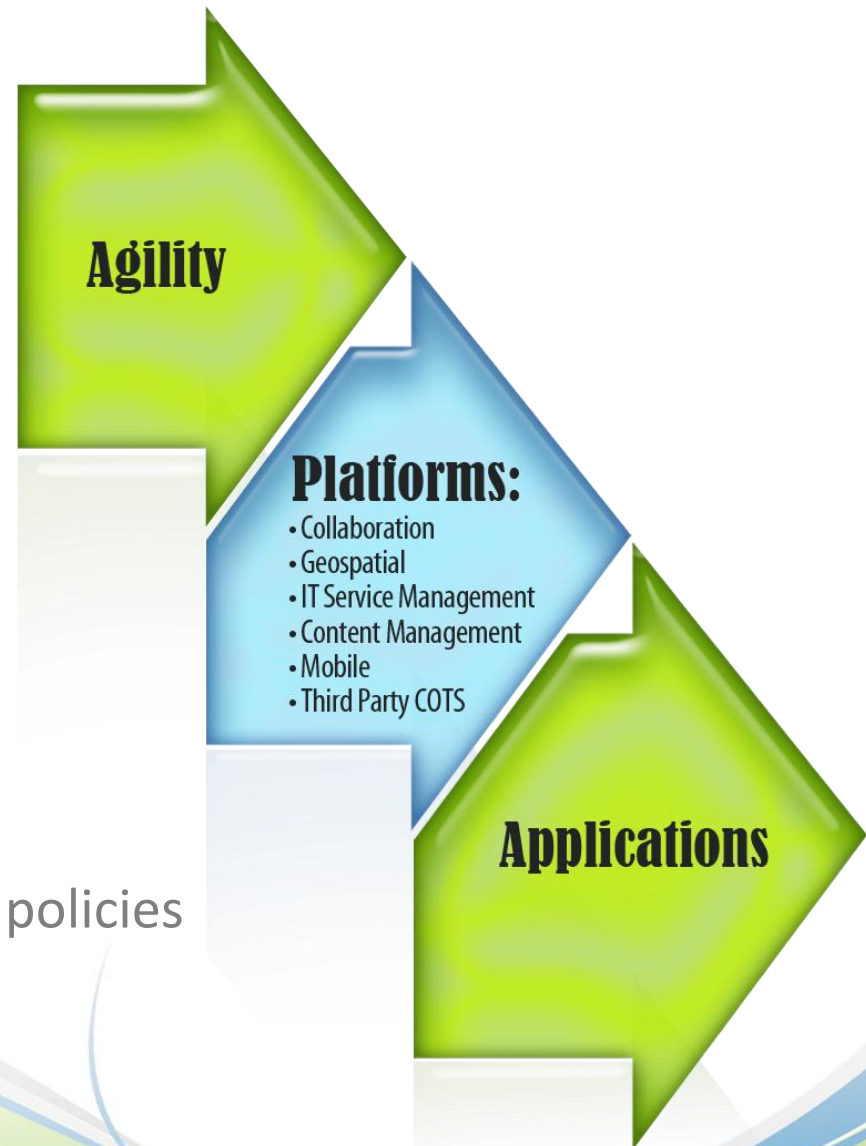 Agility
Platforms:
• Collaboration
• Geospatial
• IT Service Management
• Content Management
• Mobile
• Third Party COTS
Applications
policies